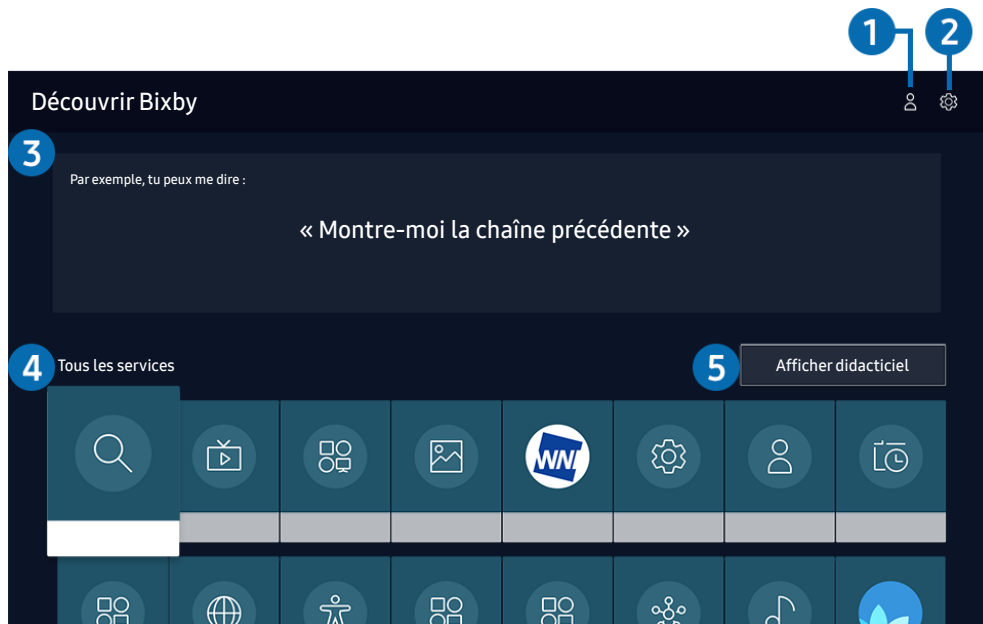 1 2
Découvrir Bixby
3
Par exemple, tu peux me dire :
« Montre-moi la chaîne précédente »
4 Tous les services
5 Afficher didacticiel
WNI